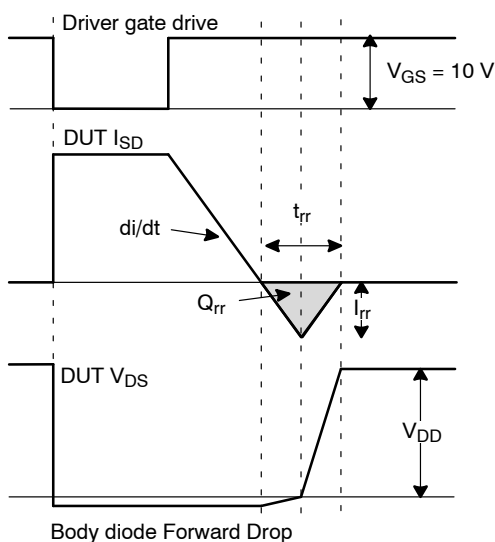 Driver gate drive
V_GS = 10 V
DUT I_SD
di/dt
t_rr
Q_rr
I_rr
DUT V_DS
V_DD
Body diode Forward Drop